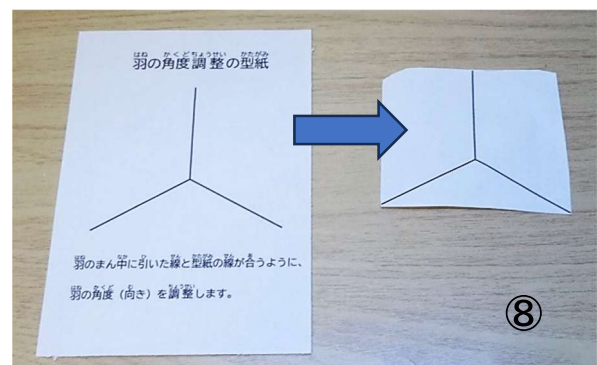 羽の角度調整の型紙
羽のまん中に引いた線と型紙の線が合うように、
羽の角度（向き）を調整します。
⑧